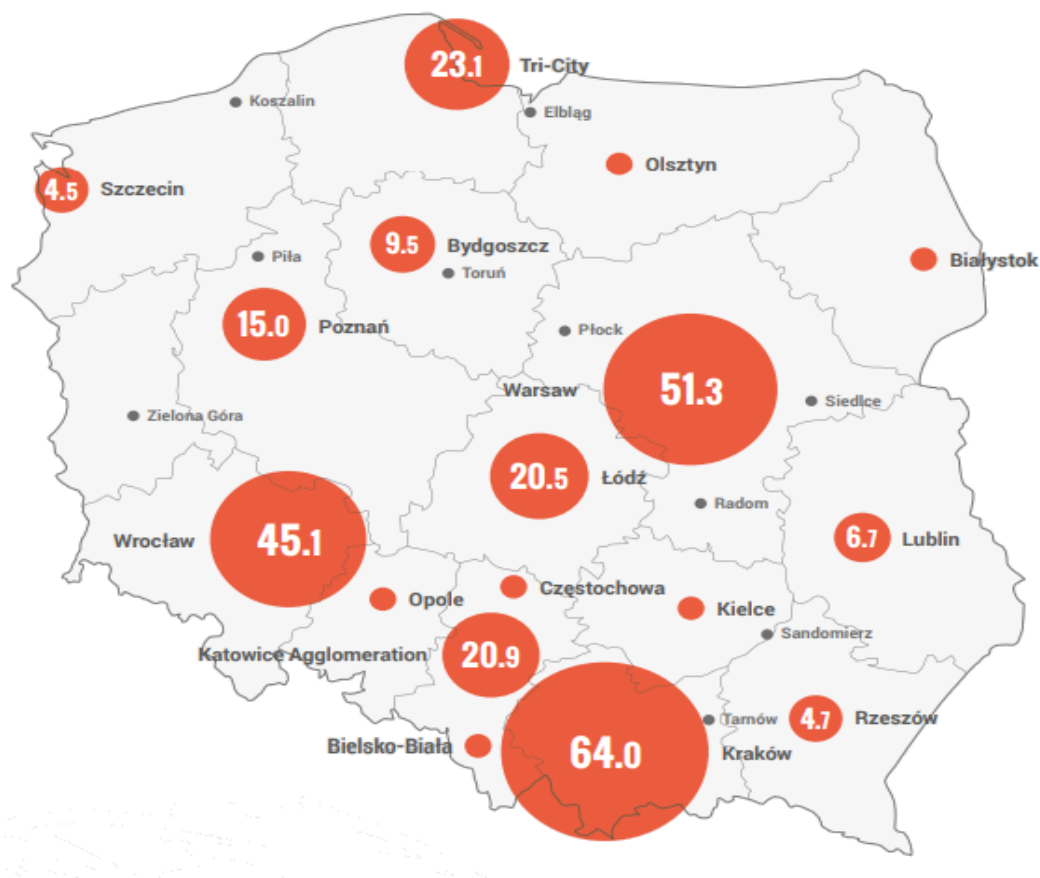 23.1 Tri-City
Koszalin
Elbląg
Olsztyn
4.5 Szczecin
9.5 Bydgoszcz
Piła
Toruń
Białystok
15.0 Poznań
Płock
Warsaw 51.3
Siedlce
Zielona Góra
20.5 Łódź
Radom
Wrocław 45.1
6.7 Lublin
Opole
Częstochowa
Kielce
Sandomierz
Katowice Agglomeration 20.9
4.7 Rzeszów
Tarnów
Bielsko-Biała
64.0 Kraków